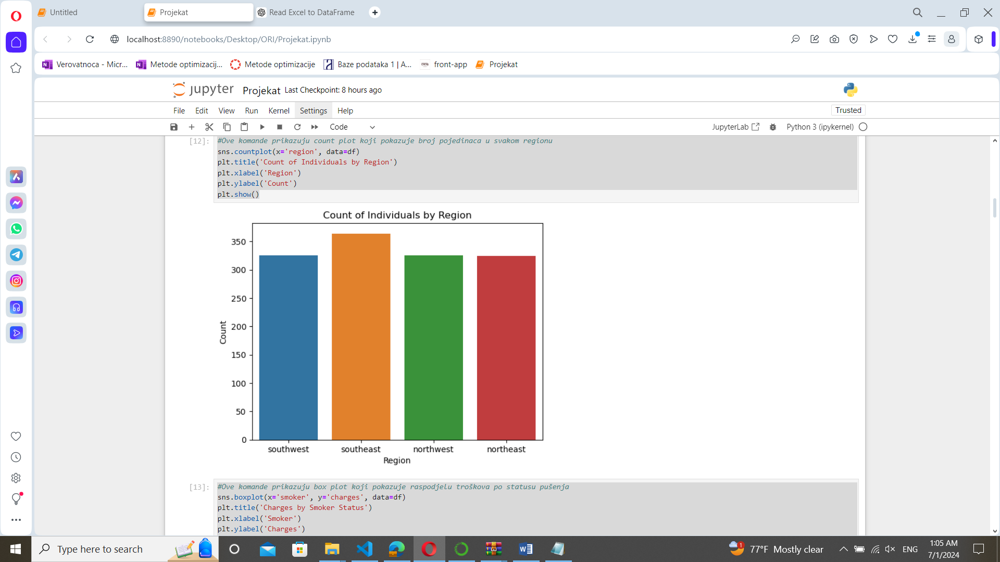 Untitled
Projekat
Read Excel to DataFrame
localhost:8890/notebooks/Desktop/ORI/Projekat.ipynb
Verovatnoca - Micr...
Metode optimizacij...
Metode optimizacije
Baze podataka 1 | A...
front-app
Projekat
jupyter Projekat Last Checkpoint: 8 hours ago
File Edit View Run Kernel Settings Help
Trusted
Code
JupyterLab
Python 3 (ipykernel)
[12]:
#Ove komande prikazuju count plot koji pokazuje broj pojedinaca u svakom regionu
sns.countplot(x='region', data=df)
plt.title('Count of Individuals by Region')
plt.xlabel('Region')
plt.ylabel('Count')
plt.show()
Count of Individuals by Region
350
300
250
200
150
100
50
0
Count
southwest southeast northwest northeast
Region
[13]:
#Ove komande prikazuju box plot koji pokazuje raspodjelu troškova po statusu pušenja
sns.boxplot(x='smoker', y='charges', data=df)
plt.title('Charges by Smoker Status')
plt.xlabel('Smoker')
plt.ylabel('Charges')
Type here to search
1
77°F Mostly clear
ENG
1:05 AM
7/1/2024